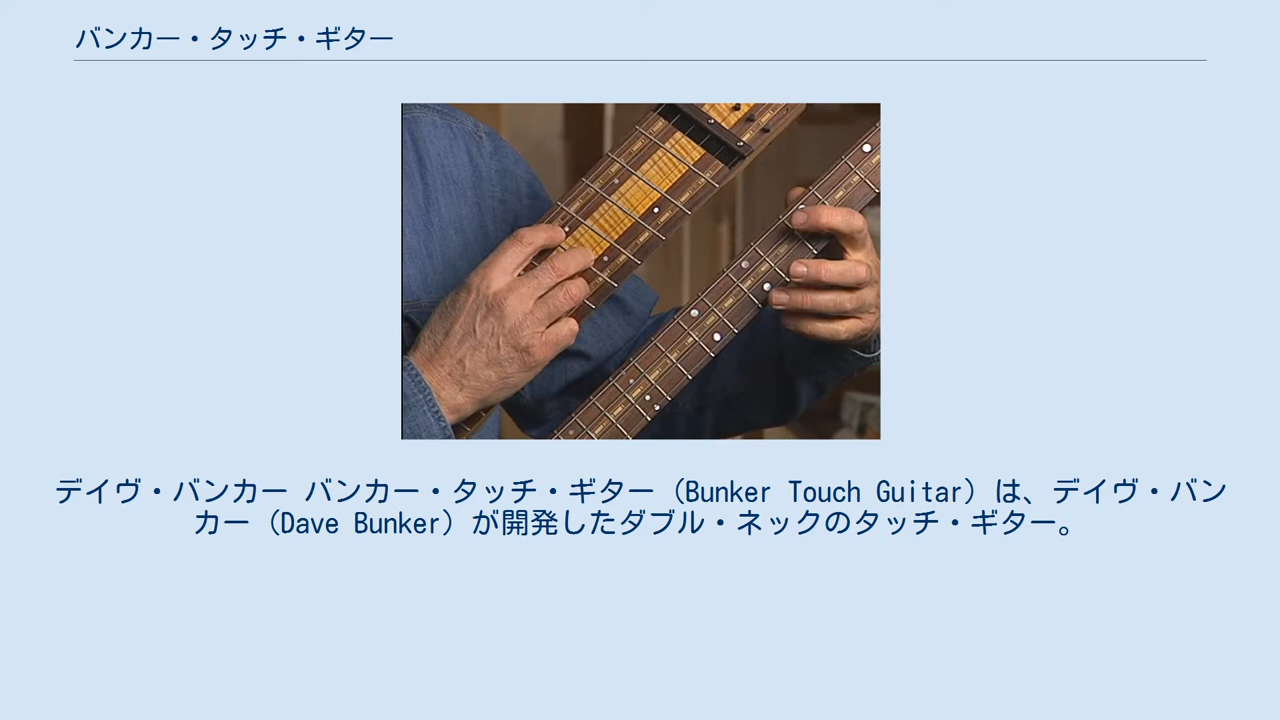 バンカー・タッチ・ギター
デイヴ・バンカー バンカー・タッチ・ギター（Bunker Touch Guitar）は、デイヴ・バン
カー（Dave Bunker）が開発したダブル・ネックのタッチ・ギター。